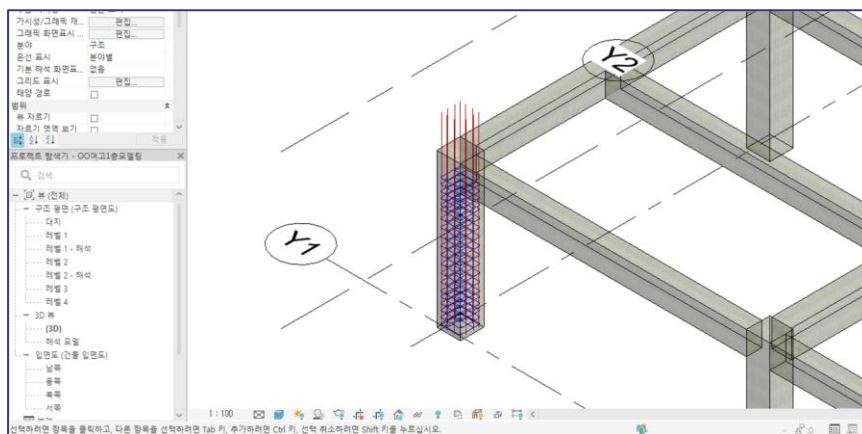 가시성/그래픽 재... 편집...
그래픽 화면표시 ... 편집...
분야 구조
은선 표시 분야별
기본 해석 화면표... 없음
그리드 표시 편집...
태양 경로
범위
뷰 자르기
자르기 영역 보기
적용
프로젝트 탐색기 - OO여고1층모델링
검색
뷰 (전체)
구조 평면 (구조 평면도)
대지
레벨 1
레벨 1 - 해석
레벨 2
레벨 2 - 해석
레벨 3
레벨 4
3D 뷰
{3D}
해석 모델
입면도 (건물 입면도)
남쪽
동쪽
북쪽
서쪽
Y2
Y1
1 : 100
선택하려면 항목을 클릭하고, 다른 항목을 선택하려면 Tab 키, 추가하려면 Ctrl 키, 선택 취소하려면 Shift 키를 누르십시오.
:0